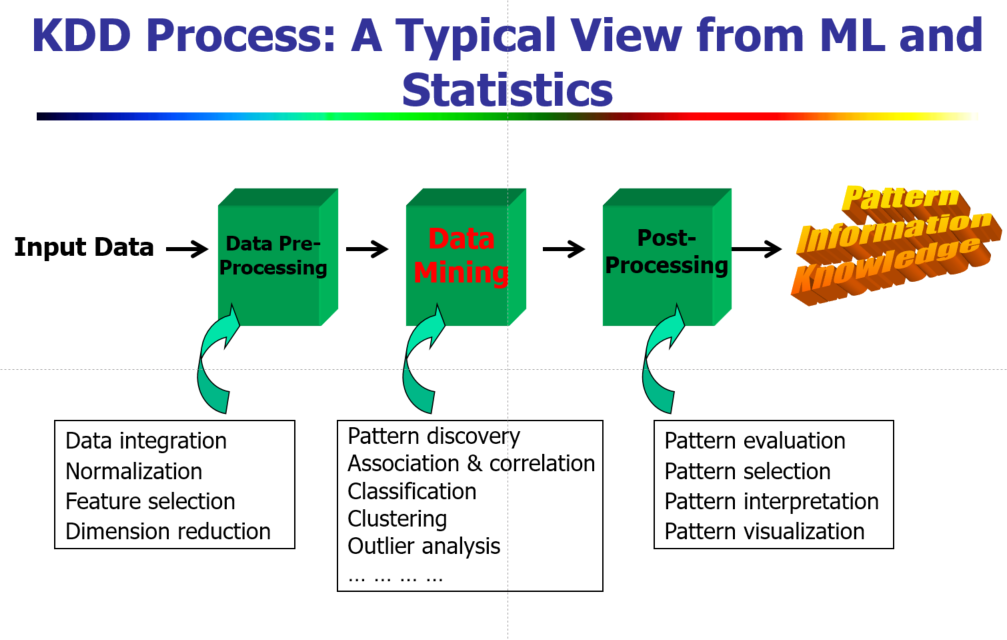 KDD Process: A Typical View from ML and
Statistics
Input Data
Data Pre-
Processing
Data
Mining
Post-
Processing
Pattern
Information
Knowledge
Data integration
Normalization
Feature selection
Dimension reduction
Pattern discovery
Association & correlation
Classification
Clustering
Outlier analysis
… … … …
Pattern evaluation
Pattern selection
Pattern interpretation
Pattern visualization